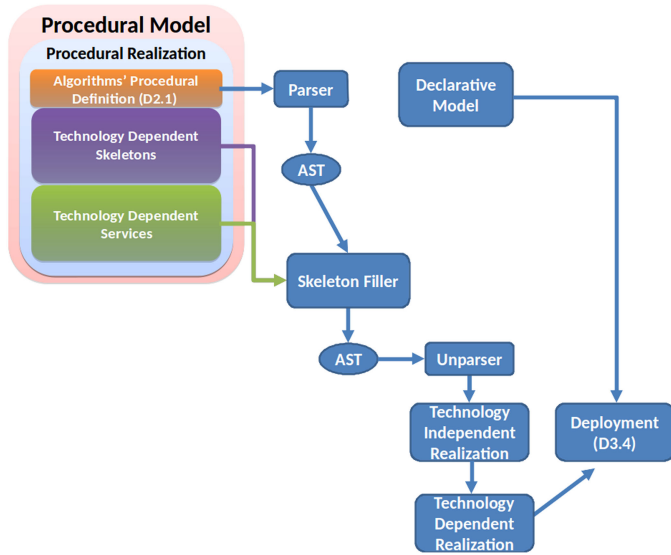 Procedural Model
Procedural Realization
Algorithms' Procedural
Definition (D2.1)
Technology Dependent
Skeletons
Technology Dependent
Services
Parser
AST
Declarative
Model
Skeleton Filler
AST
Unparser
Technology
Independent
Realization
Technology
Dependent
Realization
Deployment
(D3.4)